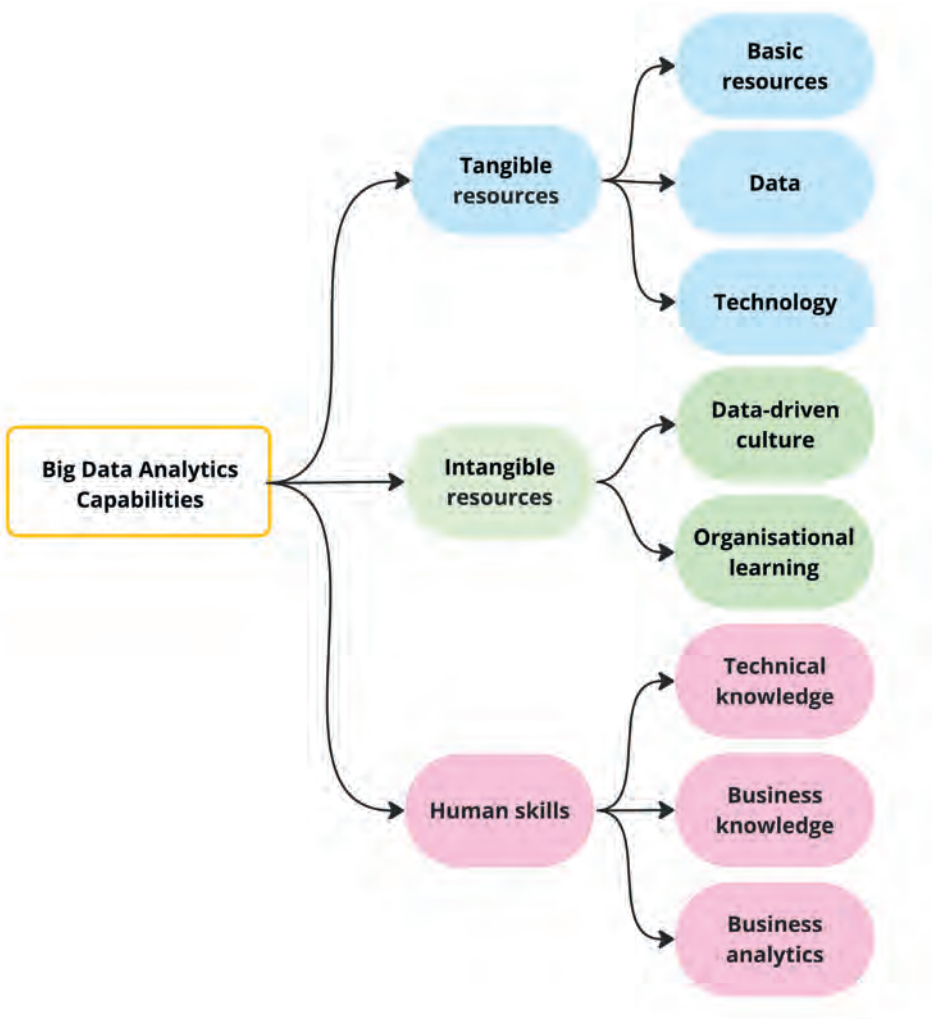 Basic
resources
Tangible
resources
Data
Technology
Data-driven
culture
Big Data Analytics
Capabilities
Intangible
resources
Organisational
learning
Technical
knowledge
Human skills
Business
knowledge
Business
analytics